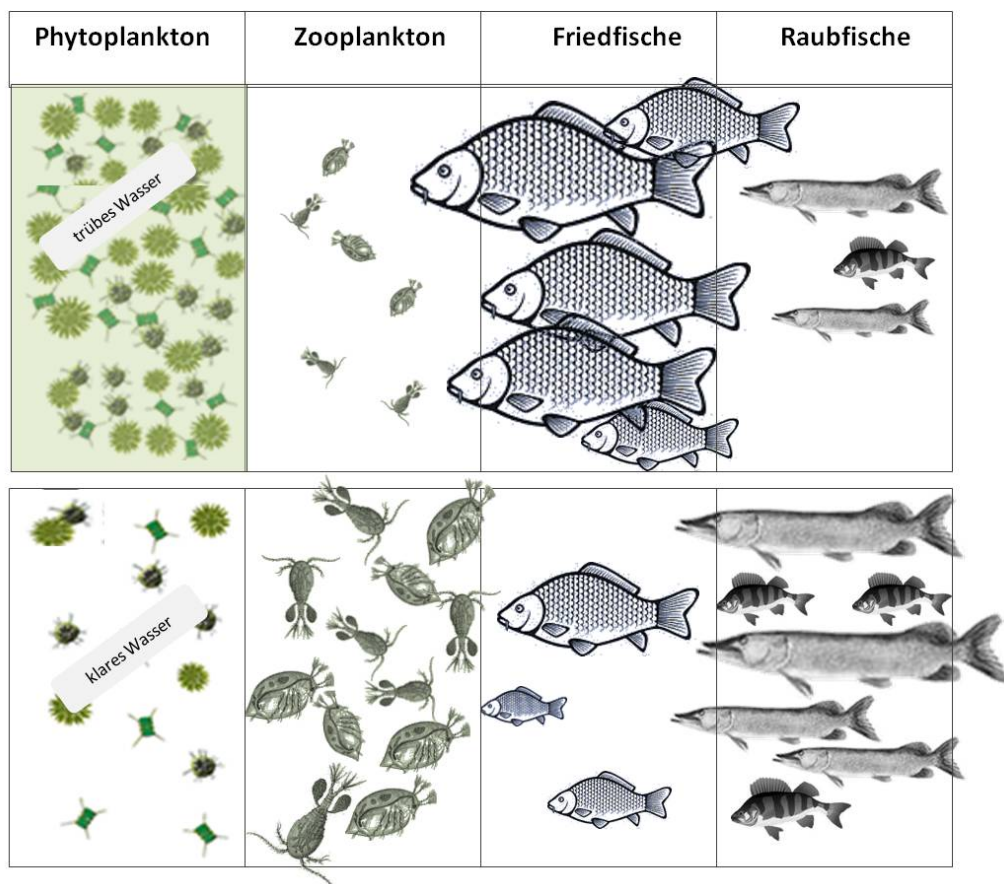 Phytoplankton
Zooplankton
Friedfische
Raubfische
trübes Wasser
klares Wasser